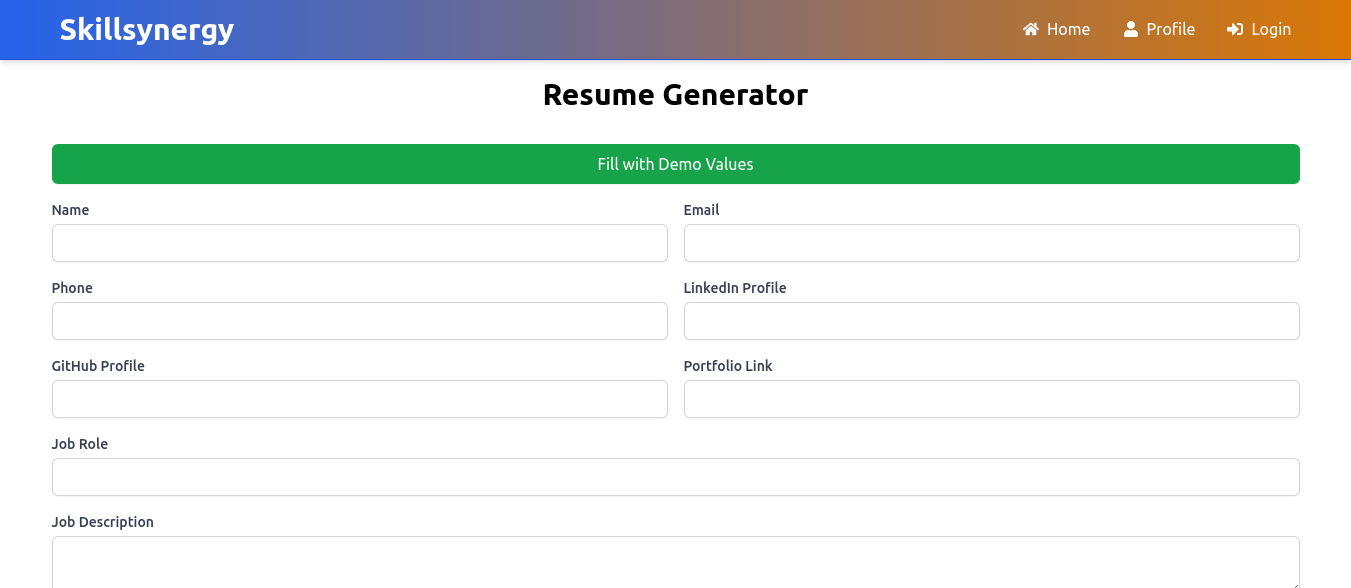 Skillsynergy
Home Profile Login
Resume Generator
Fill with Demo Values
Name
Email
Phone
LinkedIn Profile
GitHub Profile
Portfolio Link
Job Role
Job Description